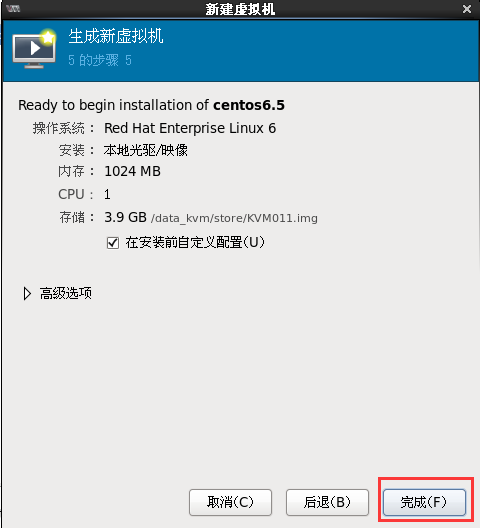 新建虚拟机
生成新虚拟机
5 的步骤 5
Ready to begin installation of centos6.5
操作系统： Red Hat Enterprise Linux 6
安装： 本地光驱/映像
内存： 1024 MB
CPU： 1
存储： 3.9 GB /data_kvm/store/KVM011.img
在安装前自定义配置(U)
高级选项
取消(C) 后退(B) 完成(F)